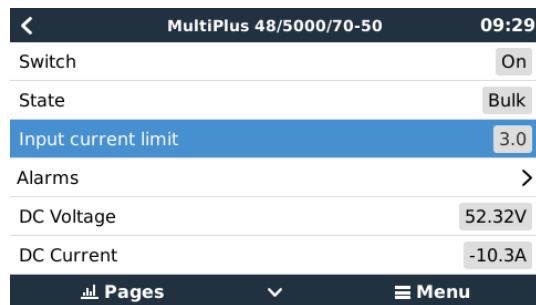 MultiPlus 48/5000/70-50 09:29
Switch On
State Bulk
Input current limit 3.0
Alarms
DC Voltage 52.32V
DC Current -10.3A
Pages Menu